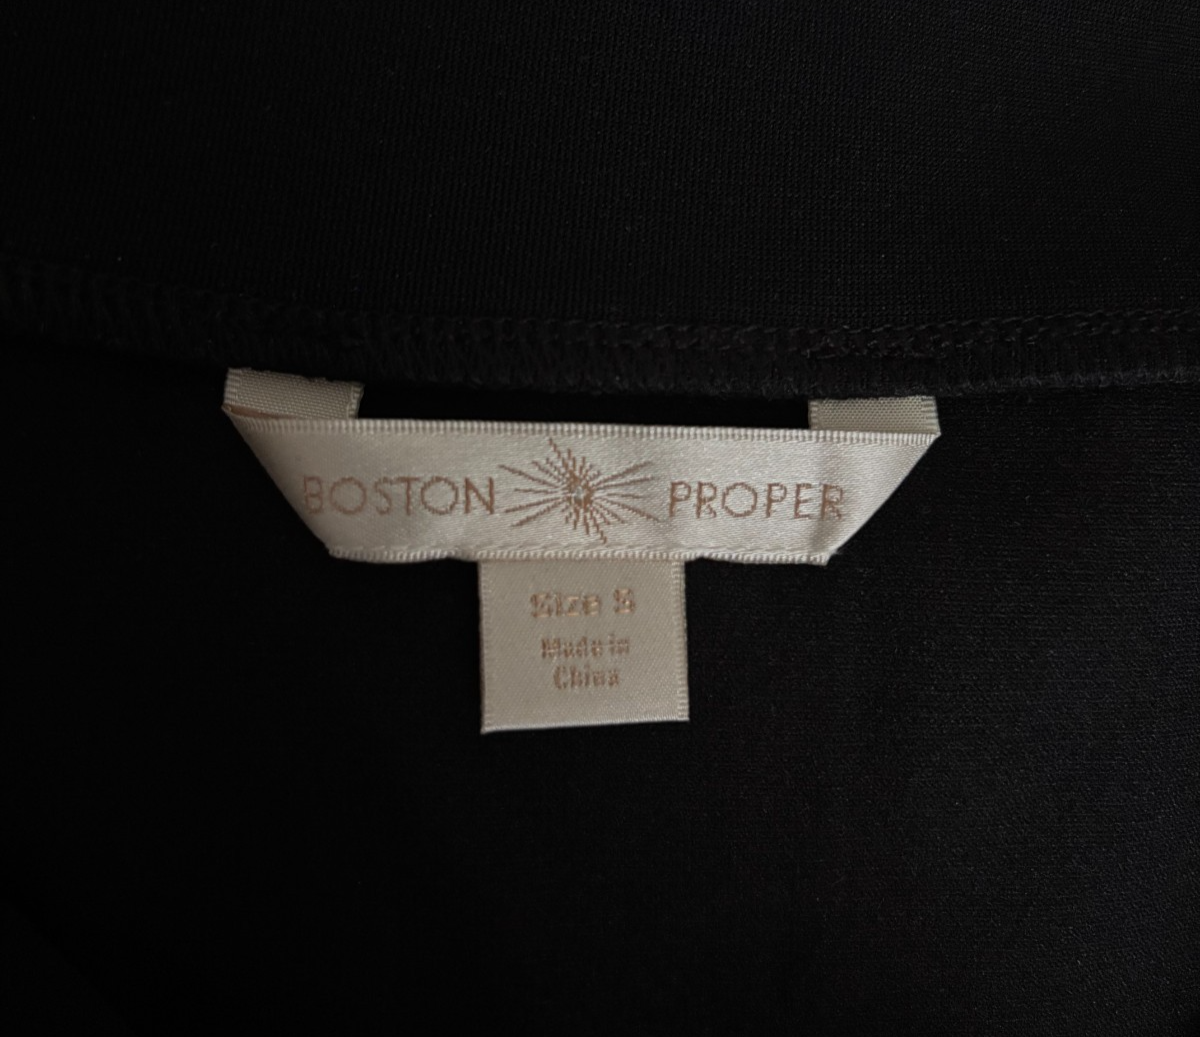 BOSTON PROPER
Size S
Made in
China